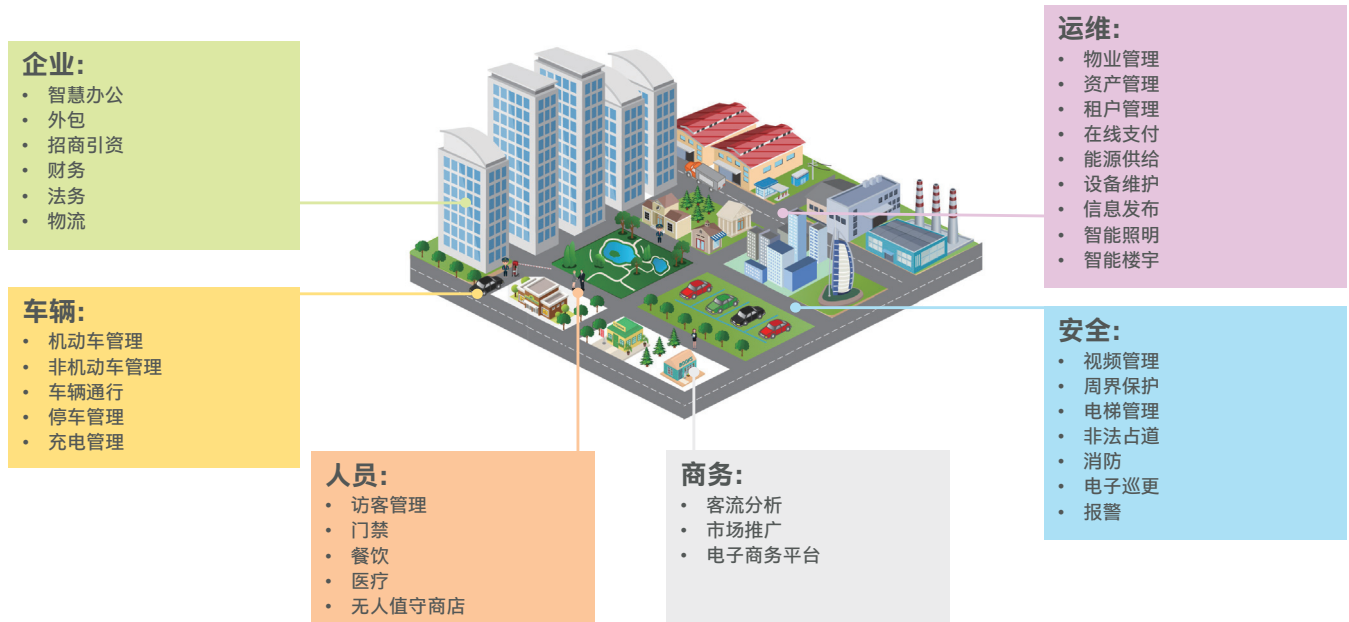 企业:
• 智慧办公
• 外包
• 招商引资
• 财务
• 法务
• 物流
车辆:
• 机动车管理
• 非机动车管理
• 车辆通行
• 停车管理
• 充电管理
人员:
• 访客管理
• 门禁
• 餐饮
• 医疗
• 无人值守商店
商务:
• 客流分析
• 市场推广
• 电子商务平台
运维:
• 物业管理
• 资产管理
• 租户管理
• 在线支付
• 能源供给
• 设备维护
• 信息发布
• 智能照明
• 智能楼宇
安全:
• 视频管理
• 周界保护
• 电梯管理
• 非法占道
• 消防
• 电子巡更
• 报警